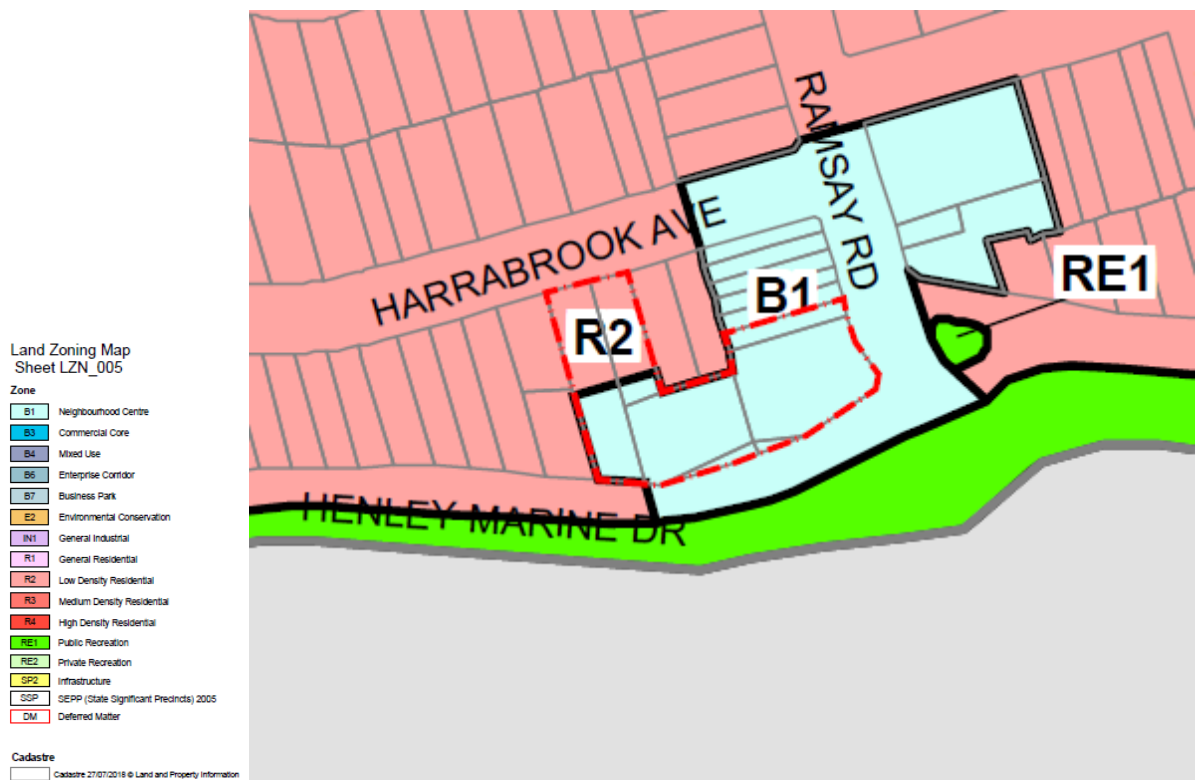 Land Zoning Map
Sheet LZN_005
Zone
B1 Neighbourhood Centre
B3 Commercial Core
B4 Mixed Use
B6 Enterprise Corridor
B7 Business Park
E2 Environmental Conservation
IN1 General Industrial
R1 General Residential
R2 Low Density Residential
R3 Medium Density Residential
R4 High Density Residential
RE1 Public Recreation
RE2 Private Recreation
SP2 Infrastructure
SSP SEPP (State Significant Precincts) 2005
DM Deferred Matter
Cadastre
Cadastre 27/07/2018 © Land and Property Information
RAMSAY RD
HARRABROOK AVE
RE1
B1
R2
HENLEY MARINE DR